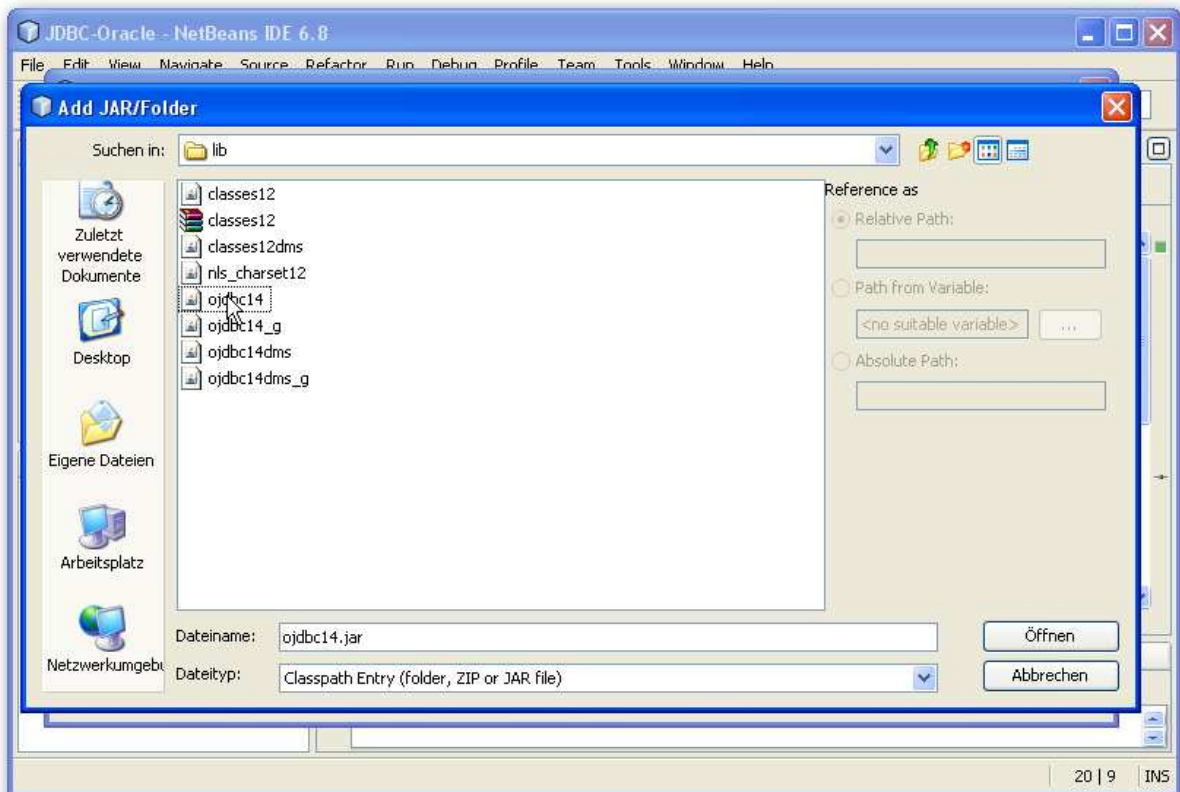 JDBC-Oracle - NetBeans IDE 6.8
File Edit View Navigate Source Refactor Run Debug Profile Team Tools Window Help
Add JAR/Folder
Suchen in: lib
Zuletzt
verwendete
Dokumente
Desktop
Eigene Dateien
Arbeitsplatz
Netzwerkumgebu
classes12
classes12
classes12dms
nls_charset12
ojdbc14
ojdbc14_g
ojdbc14dms
ojdbc14dms_g
Reference as
Relative Path:
Path from Variable:
<no suitable variable> ...
Absolute Path:
Dateiname: ojdbc14.jar Öffnen
Dateityp: Classpath Entry (folder, ZIP or JAR file) Abbrechen
20 | 9 INS